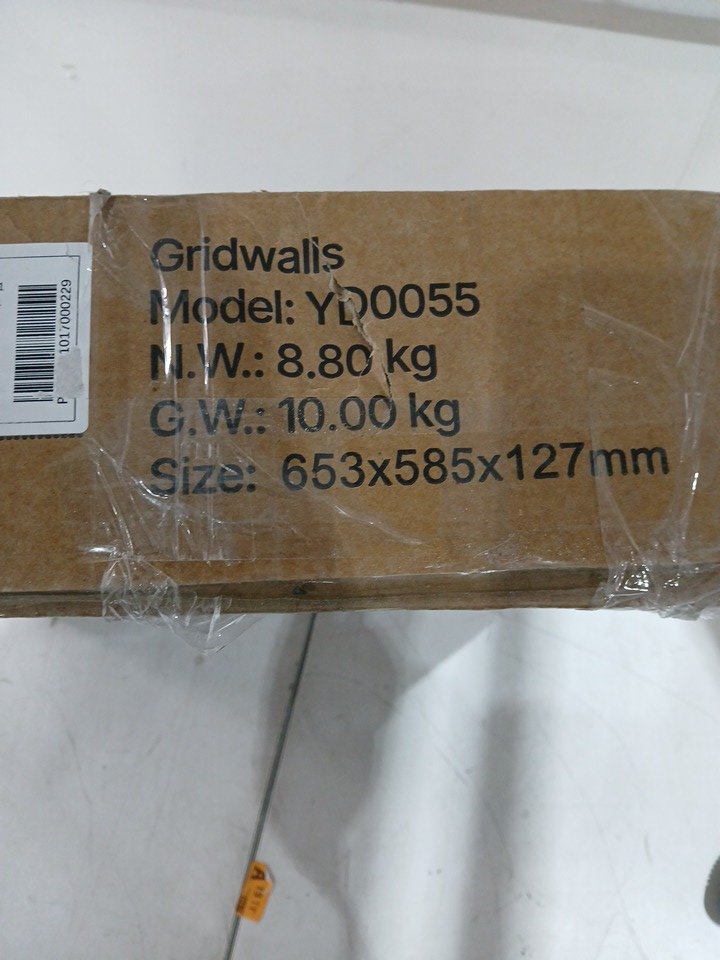 Gridwalls
Model: YD0055
N.W.: 8.80 kg
G.W.: 10.00 kg
Size: 653x585x127mm
P
1017000229
A